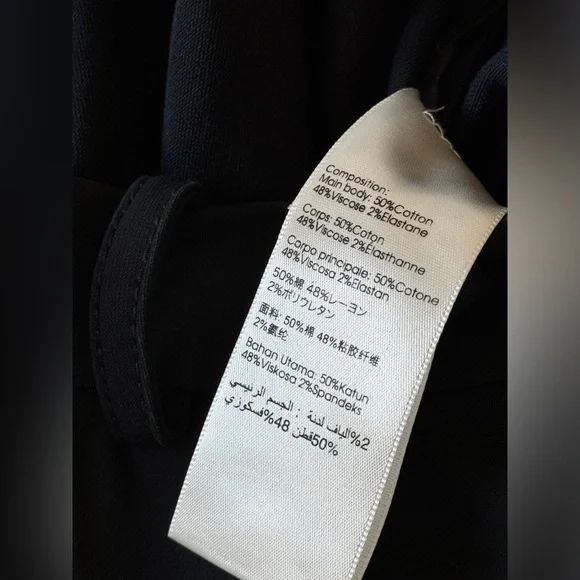 Composition:
Main body: 50%Cotton
48%Viscose 2%Elastane
Corps: 50%Coton
48%Viscose 2%Elasthanne
Corpo principale: 50%Cotone
48%Viscosa 2%Elastan
50%棉 48%レーヨン
2%ポリウレタン
面料: 50%棉 48%粘胶纤维
2%氨纶
Bahan Utama: 50%Katun
48%Viskosa 2%Spandeks
2%الياف لدنة : الجسم الرئيسي
50%قطن 48%فسكوزي